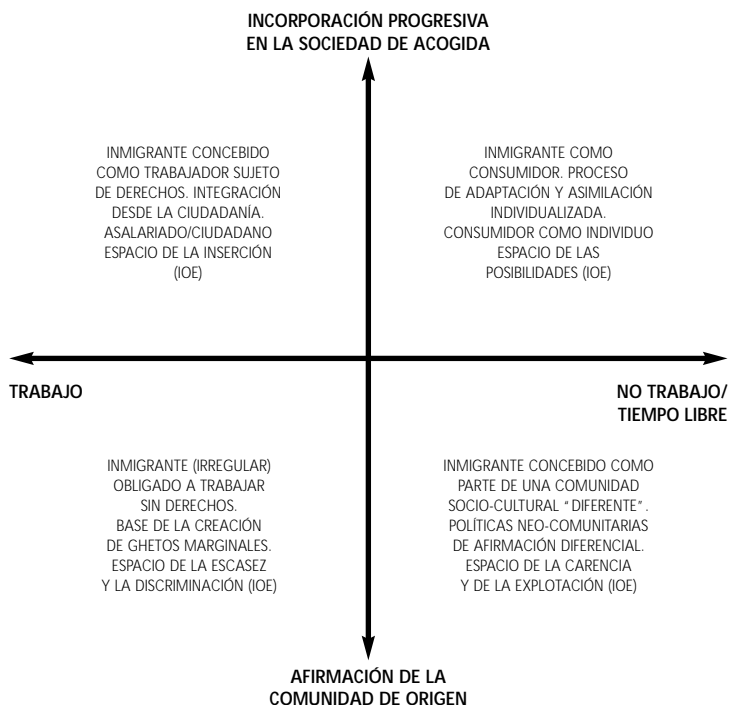 INCORPORACIÓN PROGRESIVA
EN LA SOCIEDAD DE ACOGIDA
INMIGRANTE CONCEBIDO
COMO TRABAJADOR SUJETO
DE DERECHOS. INTEGRACIÓN
DESDE LA CIUDADANÍA.
ASALARIADO/CIUDADANO
ESPACIO DE LA INSERCIÓN
(IOE)
INMIGRANTE COMO
CONSUMIDOR. PROCESO
DE ADAPTACIÓN Y ASIMILACIÓN
INDIVIDUALIZADA.
CONSUMIDOR COMO INDIVIDUO
ESPACIO DE LAS
POSIBILIDADES (IOE)
TRABAJO
NO TRABAJO/
TIEMPO LIBRE
INMIGRANTE (IRREGULAR)
OBLIGADO A TRABAJAR
SIN DERECHOS.
BASE DE LA CREACIÓN
DE GHETOS MARGINALES.
ESPACIO DE LA ESCASEZ
Y LA DISCRIMINACIÓN (IOE)
INMIGRANTE CONCEBIDO COMO
PARTE DE UNA COMUNIDAD
SOCIO-CULTURAL “DIFERENTE”.
POLÍTICAS NEO-COMUNITARIAS
DE AFIRMACIÓN DIFERENCIAL.
ESPACIO DE LA CARENCIA
Y DE LA EXPLOTACIÓN (IOE)
AFIRMACIÓN DE LA
COMUNIDAD DE ORIGEN